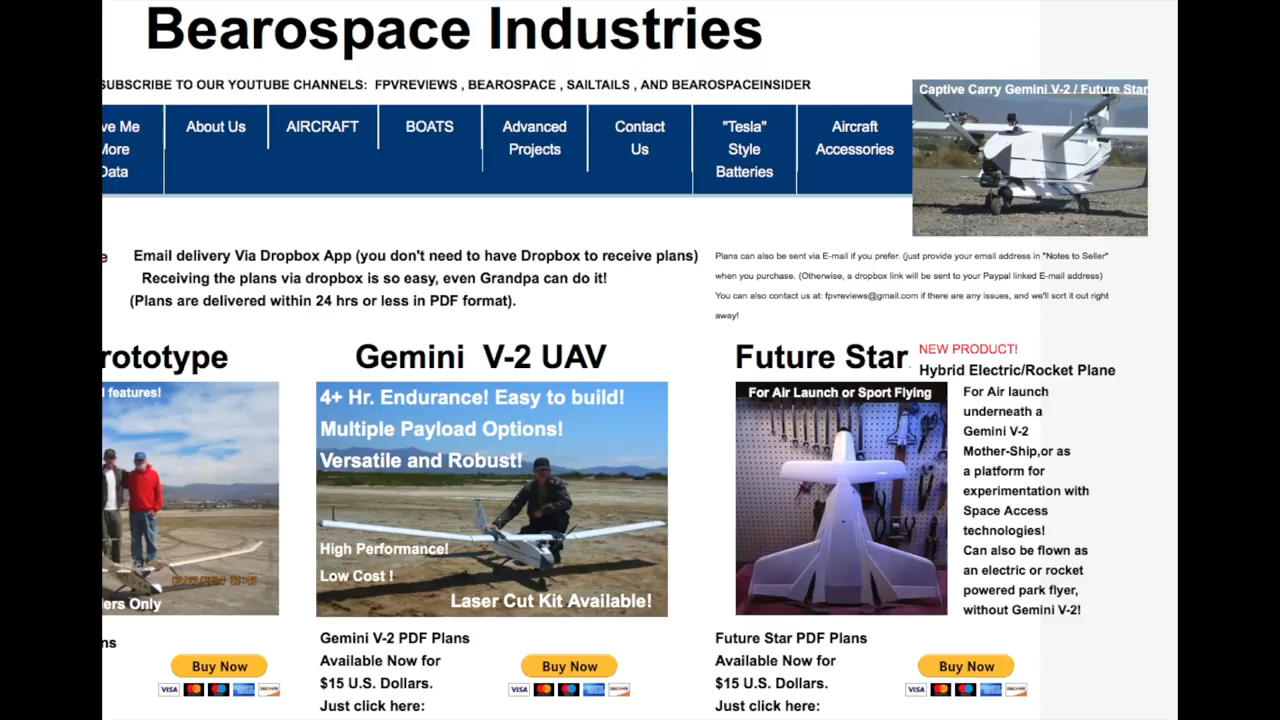 Bearospace Industries
SUBSCRIBE TO OUR YOUTUBE CHANNELS: FPVREVIEWS , BEAROSPACE , SAILTAILS , AND BEAROSPACEINSIDER
Captive Carry Gemini V-2 / Future Star
ve Me
More
Data
About Us
AIRCRAFT
BOATS
Advanced
Projects
Contact
Us
"Tesla"
Style
Batteries
Aircraft
Accessories
e
Email delivery Via Dropbox App (you don't need to have Dropbox to receive plans)
Receiving the plans via dropbox is so easy, even Grandpa can do it!
(Plans are delivered within 24 hrs or less in PDF format).
Plans can also be sent via E-mail if you prefer. (just provide your email address in "Notes to Seller"
when you purchase. (Otherwise, a dropbox link will be sent to your Paypal linked E-mail address)
You can also contact us at: fpvreviews@gmail.com if there are any issues, and we'll sort it out right
away!
rototype
l features!
ers Only
ns
Buy Now
VISA
DISCOVER
Gemini V-2 UAV
4+ Hr. Endurance! Easy to build!
Multiple Payload Options!
Versatile and Robust!
High Performance!
Low Cost !
Laser Cut Kit Available!
Gemini V-2 PDF Plans
Available Now for
$15 U.S. Dollars.
Just click here:
Buy Now
VISA
DISCOVER
Future Star
NEW PRODUCT!
Hybrid Electric/Rocket Plane
For Air Launch or Sport Flying
For Air launch
underneath a
Gemini V-2
Mother-Ship,or as
a platform for
experimentation with
Space Access
technologies!
Can also be flown as
an electric or rocket
powered park flyer,
without Gemini V-2!
Future Star PDF Plans
Available Now for
$15 U.S. Dollars.
Just click here:
Buy Now
VISA
DISCOVER